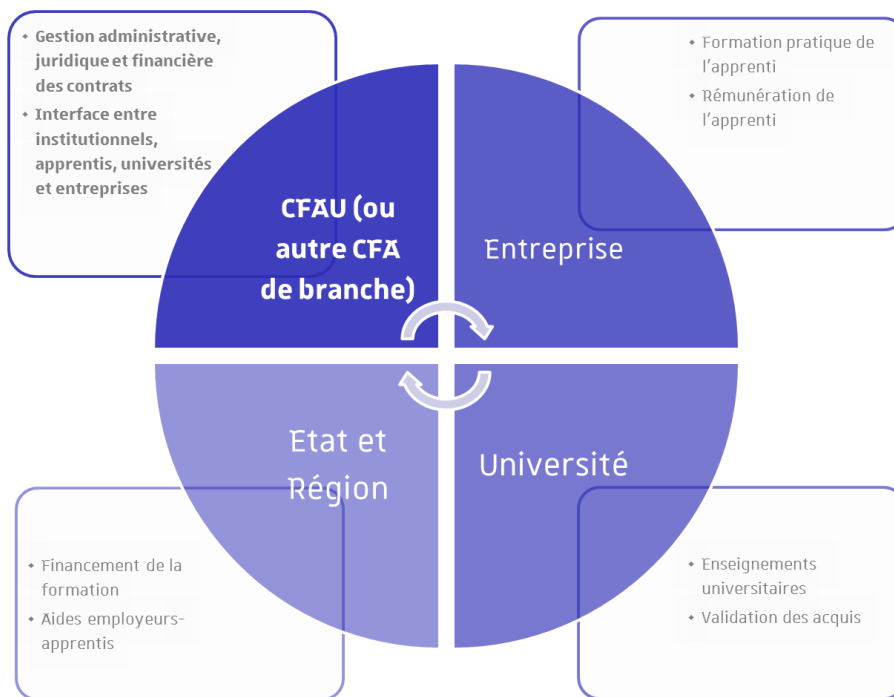 • Gestion administrative,
juridique et financière
des contrats
• Interface entre
institutionnels,
apprentis, universités
et entreprises
• Formation pratique de
l'apprenti
• Rémunération de
l'apprenti
CFAU (ou
autre CFA
de branche)
Entreprise
Etat et
Région
Université
• Financement de la
formation
• Aides employeurs-
apprentis
• Enseignements
universitaires
• Validation des acquis